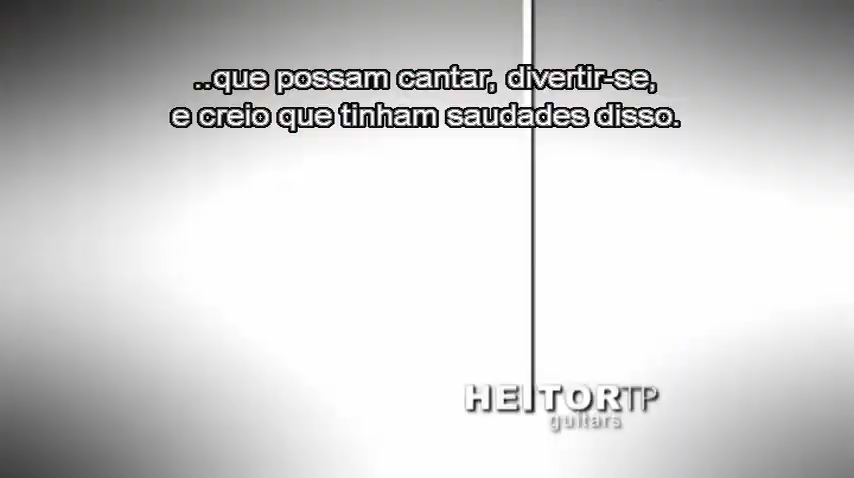 ..que possam cantar, divertir-se,
e creio que tinham saudades disso.
HEITORTP
guitars